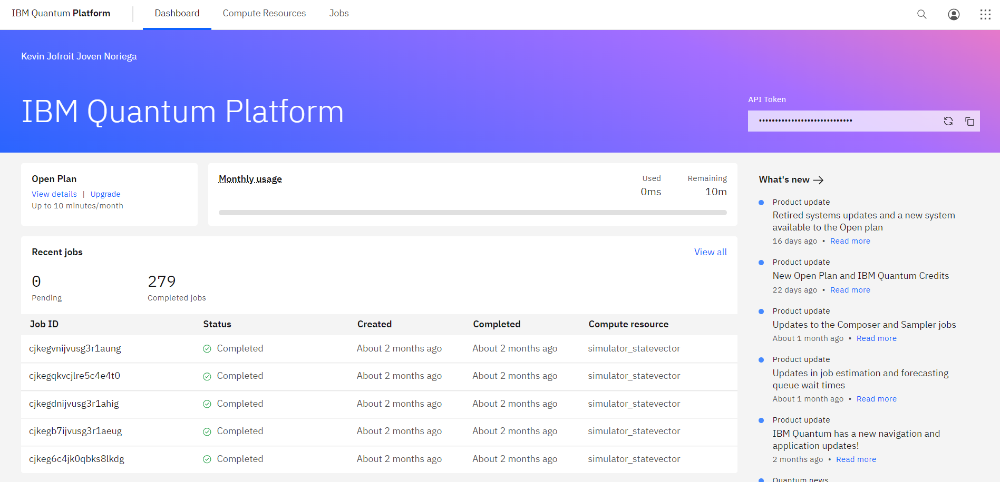 IBM Quantum Platform
Dashboard
Compute Resources
Jobs
Kevin Jofroit Joven Noriega
IBM Quantum Platform
API Token
Open Plan
View details | Upgrade
Up to 10 minutes/month
Monthly usage
Used
0ms
Remaining
10m
Recent jobs
View all
0
Pending
279
Completed jobs
Job ID Status Created Completed Compute resource
cjkegvnijvusg3r1aung Completed About 2 months ago About 2 months ago simulator_statevector
cjkegqkvcjlre5c4e4t0 Completed About 2 months ago About 2 months ago simulator_statevector
cjkegdnijvusg3r1ahig Completed About 2 months ago About 2 months ago simulator_statevector
cjkegb7ijvusg3r1aeug Completed About 2 months ago About 2 months ago simulator_statevector
cjkeg6c4jk0qbks8lkdg Completed About 2 months ago About 2 months ago simulator_statevector
What's new
Product update
Retired systems updates and a new system
available to the Open plan
16 days ago • Read more
Product update
New Open Plan and IBM Quantum Credits
22 days ago • Read more
Product update
Updates to the Composer and Sampler jobs
About 1 month ago • Read more
Product update
Updates in job estimation and forecasting
queue wait times
About 1 month ago • Read more
Product update
IBM Quantum has a new navigation and
application updates!
2 months ago • Read more
Quantum news